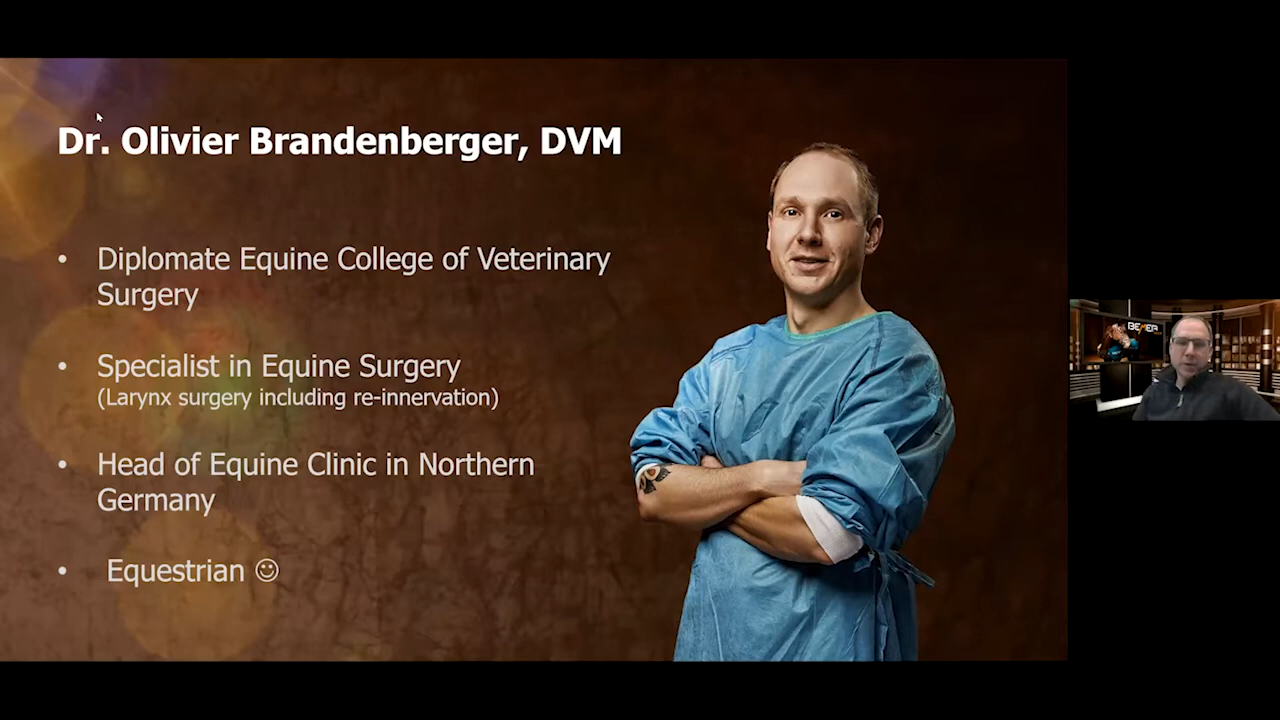 Dr. Olivier Brandenberger, DVM
• Diplomate Equine College of Veterinary
Surgery
• Specialist in Equine Surgery
(Larynx surgery including re-innervation)
• Head of Equine Clinic in Northern
Germany
• Equestrian ☺
BEMER